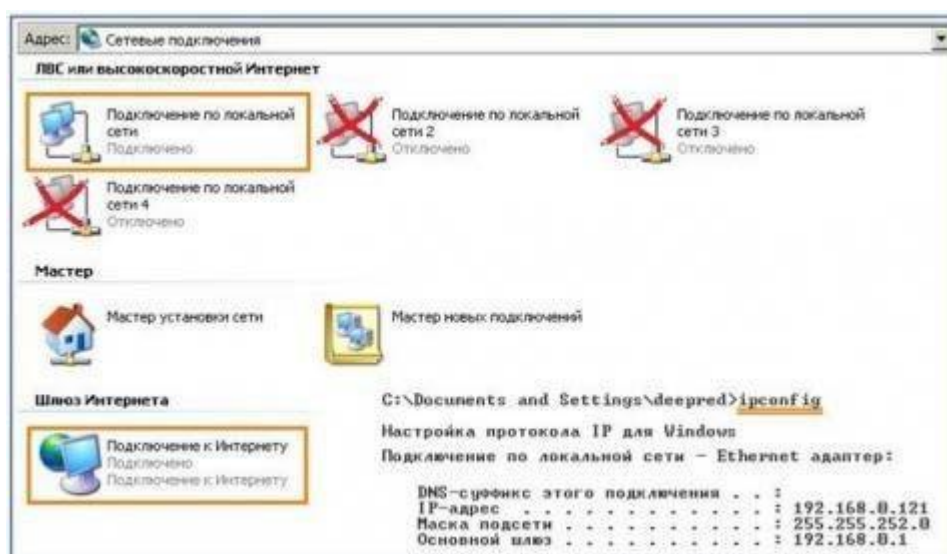 Адрес: Сетевые подключения
ЛВС или высокоскоростной Интернет
Подключение по локальной сети
Подключено
Подключение по локальной сети 2
Отключено
Подключение по локальной сети 3
Отключено
Подключение по локальной сети 4
Отключено
Мастер
Мастер установки сети
Мастер новых подключений
Шлюз Интернета
Подключение к Интернету
Подключено
Подключение к Интернету
C:\Documents and Settings\deepred>ipconfig
Настройка протокола IP для Windows
Подключение по локальной сети - Ethernet адаптер:
DNS-суффикс этого подключения . . :
IP-адрес . . . . . . . . . . . . : 192.168.0.121
Маска подсети . . . . . . . . . . : 255.255.252.0
Основной шлюз . . . . . . . . . . : 192.168.0.1